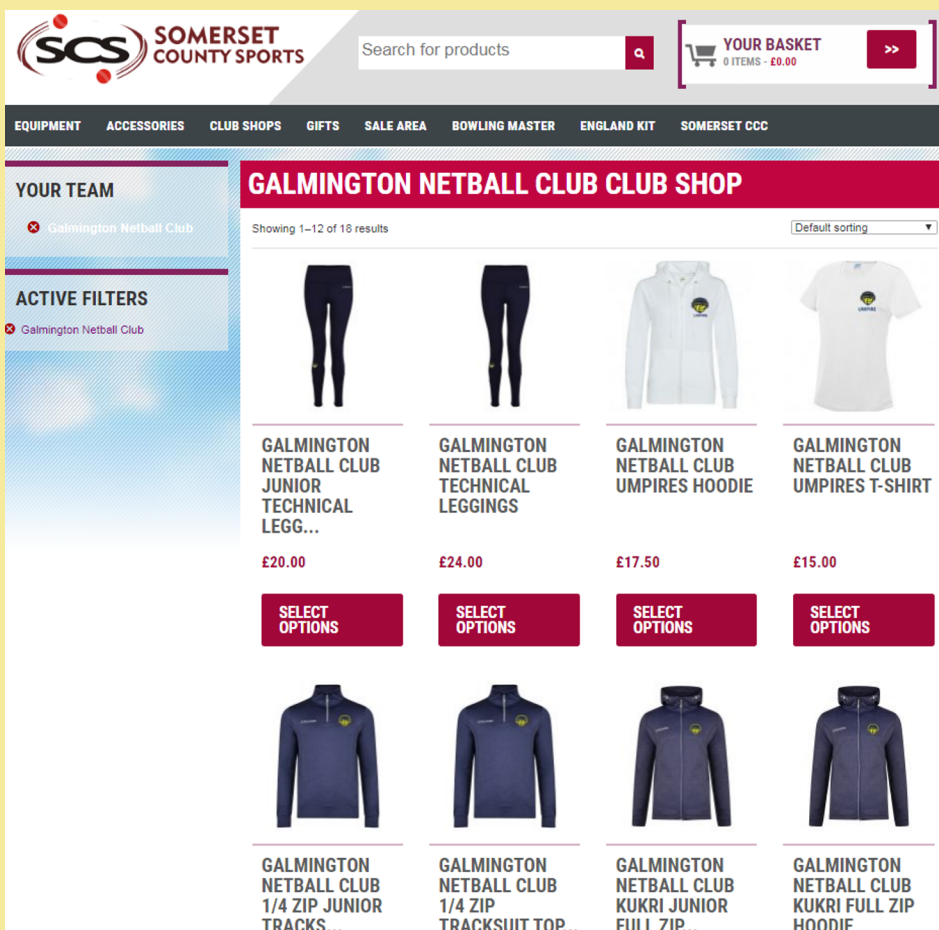 SCS SOMERSET
COUNTY SPORTS
Search for products
YOUR BASKET
0 ITEMS - £0.00
>>
EQUIPMENT ACCESSORIES CLUB SHOPS GIFTS SALE AREA BOWLING MASTER ENGLAND KIT SOMERSET CCC
YOUR TEAM
Galmington Netball Club
ACTIVE FILTERS
Galmington Netball Club
GALMINGTON NETBALL CLUB CLUB SHOP
Showing 1–12 of 18 results
Default sorting
UMPIRE
UMPIRE
GALMINGTON
NETBALL CLUB
JUNIOR
TECHNICAL
LEGG...
£20.00
SELECT
OPTIONS
GALMINGTON
NETBALL CLUB
TECHNICAL
LEGGINGS
£24.00
SELECT
OPTIONS
GALMINGTON
NETBALL CLUB
UMPIRES HOODIE
£17.50
SELECT
OPTIONS
GALMINGTON
NETBALL CLUB
UMPIRES T-SHIRT
£15.00
SELECT
OPTIONS
GALMINGTON
NETBALL CLUB
1/4 ZIP JUNIOR
TRACKS...
GALMINGTON
NETBALL CLUB
1/4 ZIP
TRACKSUIT TOP...
GALMINGTON
NETBALL CLUB
KUKRI JUNIOR
FULL ZIP...
GALMINGTON
NETBALL CLUB
KUKRI FULL ZIP
HOODIE